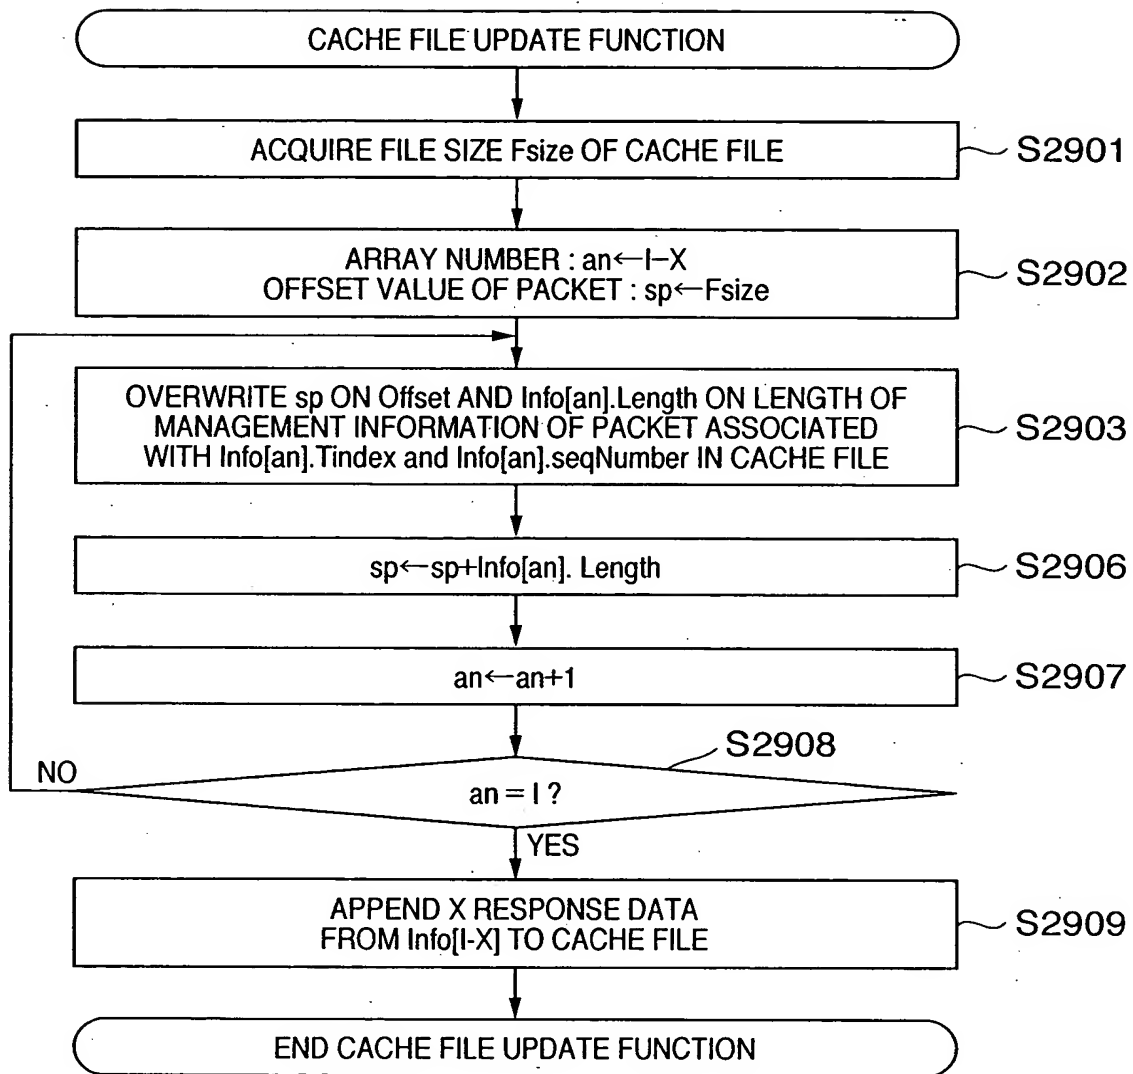 CACHE FILE UPDATE FUNCTION
ACQUIRE FILE SIZE Fsize OF CACHE FILE
S2901
ARRAY NUMBER : an←I−X
OFFSET VALUE OF PACKET : sp←Fsize
S2902
OVERWRITE sp ON Offset AND Info[an].Length ON LENGTH OF
MANAGEMENT INFORMATION OF PACKET ASSOCIATED
WITH Info[an].Tindex and Info[an].seqNumber IN CACHE FILE
S2903
sp←sp+Info[an]. Length
S2906
an←an+1
S2907
S2908
NO
an = I ?
YES
APPEND X RESPONSE DATA
FROM Info[I-X] TO CACHE FILE
S2909
END CACHE FILE UPDATE FUNCTION